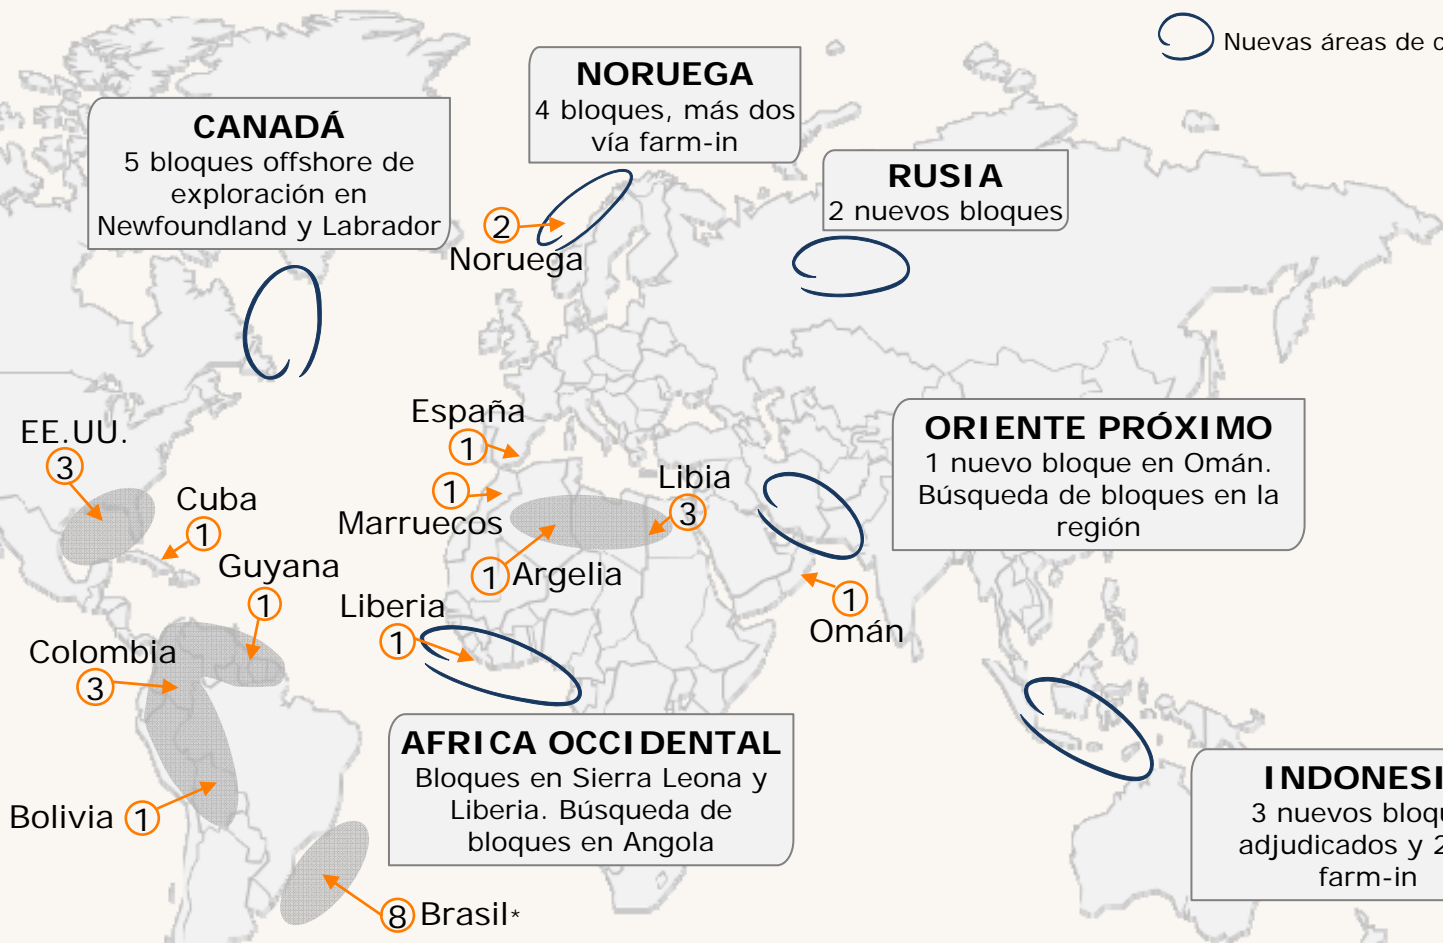 Nuevas áreas de
NORUEGA
4 bloques, más dos
vía farm-in
CANADÁ
5 bloques offshore de
exploración en
Newfoundland y Labrador
RUSIA
2 nuevos bloques
2
Noruega
España
1
EE.UU.
3
ORIENTE PRÓXIMO
1 nuevo bloque en Omán.
Búsqueda de bloques en la
región
Cuba
1
1
Marruecos
Libia
3
Guyana
1
1 Argelia
Liberia
1
1
Omán
Colombia
3
AFRICA OCCIDENTAL
Bloques en Sierra Leona y
Liberia. Búsqueda de
bloques en Angola
Bolivia 1
INDONESI
3 nuevos
adjudicados y 2
farm-in
8 Brasil*